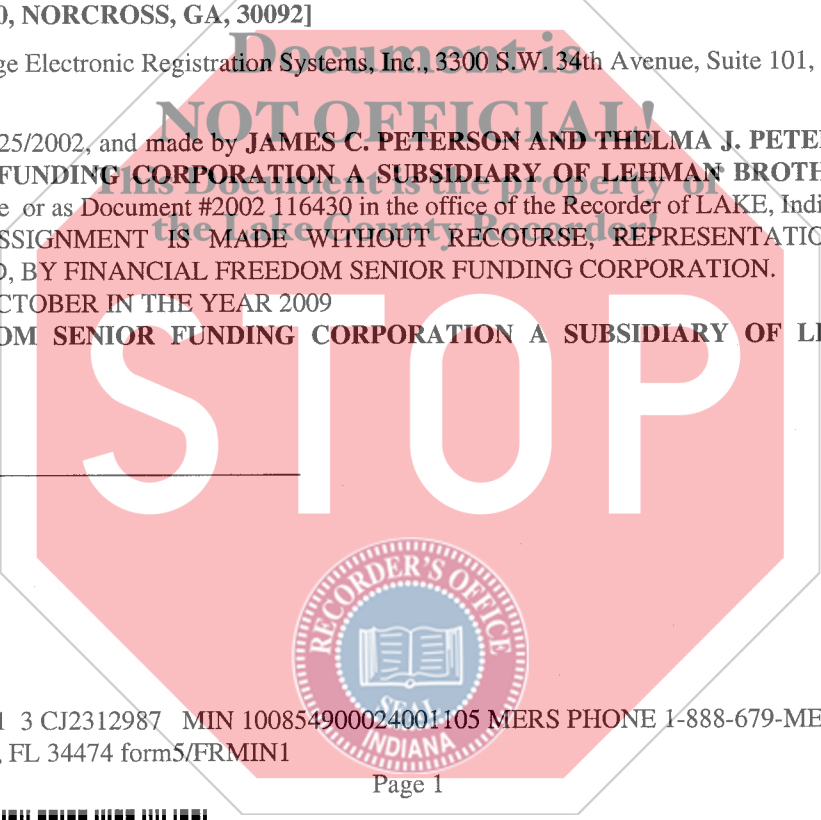 0, NORCROSS, GA, 30092]
Document is
ge Electronic Registration Systems, Inc., 3300 S.W. 34th Avenue, Suite 101,
NOT OFFICIAL!
25/2002, and made by JAMES C. PETERSON AND THELMA J. PETE
FUNDING CORPORATION A SUBSIDIARY OF LEHMAN BROTH
This Document is the property of
e or as Document #2002 116430 in the office of the Recorder of LAKE, Indi
the Lake County Recorder!
SSIGNMENT IS MADE WITHOUT RECOURSE, REPRESENTATIO
D, BY FINANCIAL FREEDOM SENIOR FUNDING CORPORATION.
CTOBER IN THE YEAR 2009
OM SENIOR FUNDING CORPORATION A SUBSIDIARY OF LE
STOP
RECORDER'S OFFICE
SEAL
INDIANA
1 3 CJ2312987 MIN 100854900024001105 MERS PHONE 1-888-679-ME
, FL 34474 form5/FRMIN1
Page 1